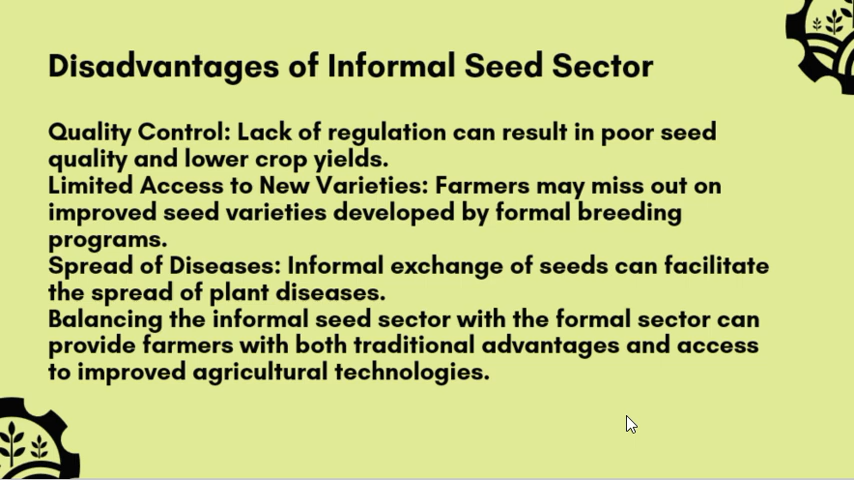 Disadvantages of Informal Seed Sector
Quality Control: Lack of regulation can result in poor seed
quality and lower crop yields.
Limited Access to New Varieties: Farmers may miss out on
improved seed varieties developed by formal breeding
programs.
Spread of Diseases: Informal exchange of seeds can facilitate
the spread of plant diseases.
Balancing the informal seed sector with the formal sector can
provide farmers with both traditional advantages and access
to improved agricultural technologies.